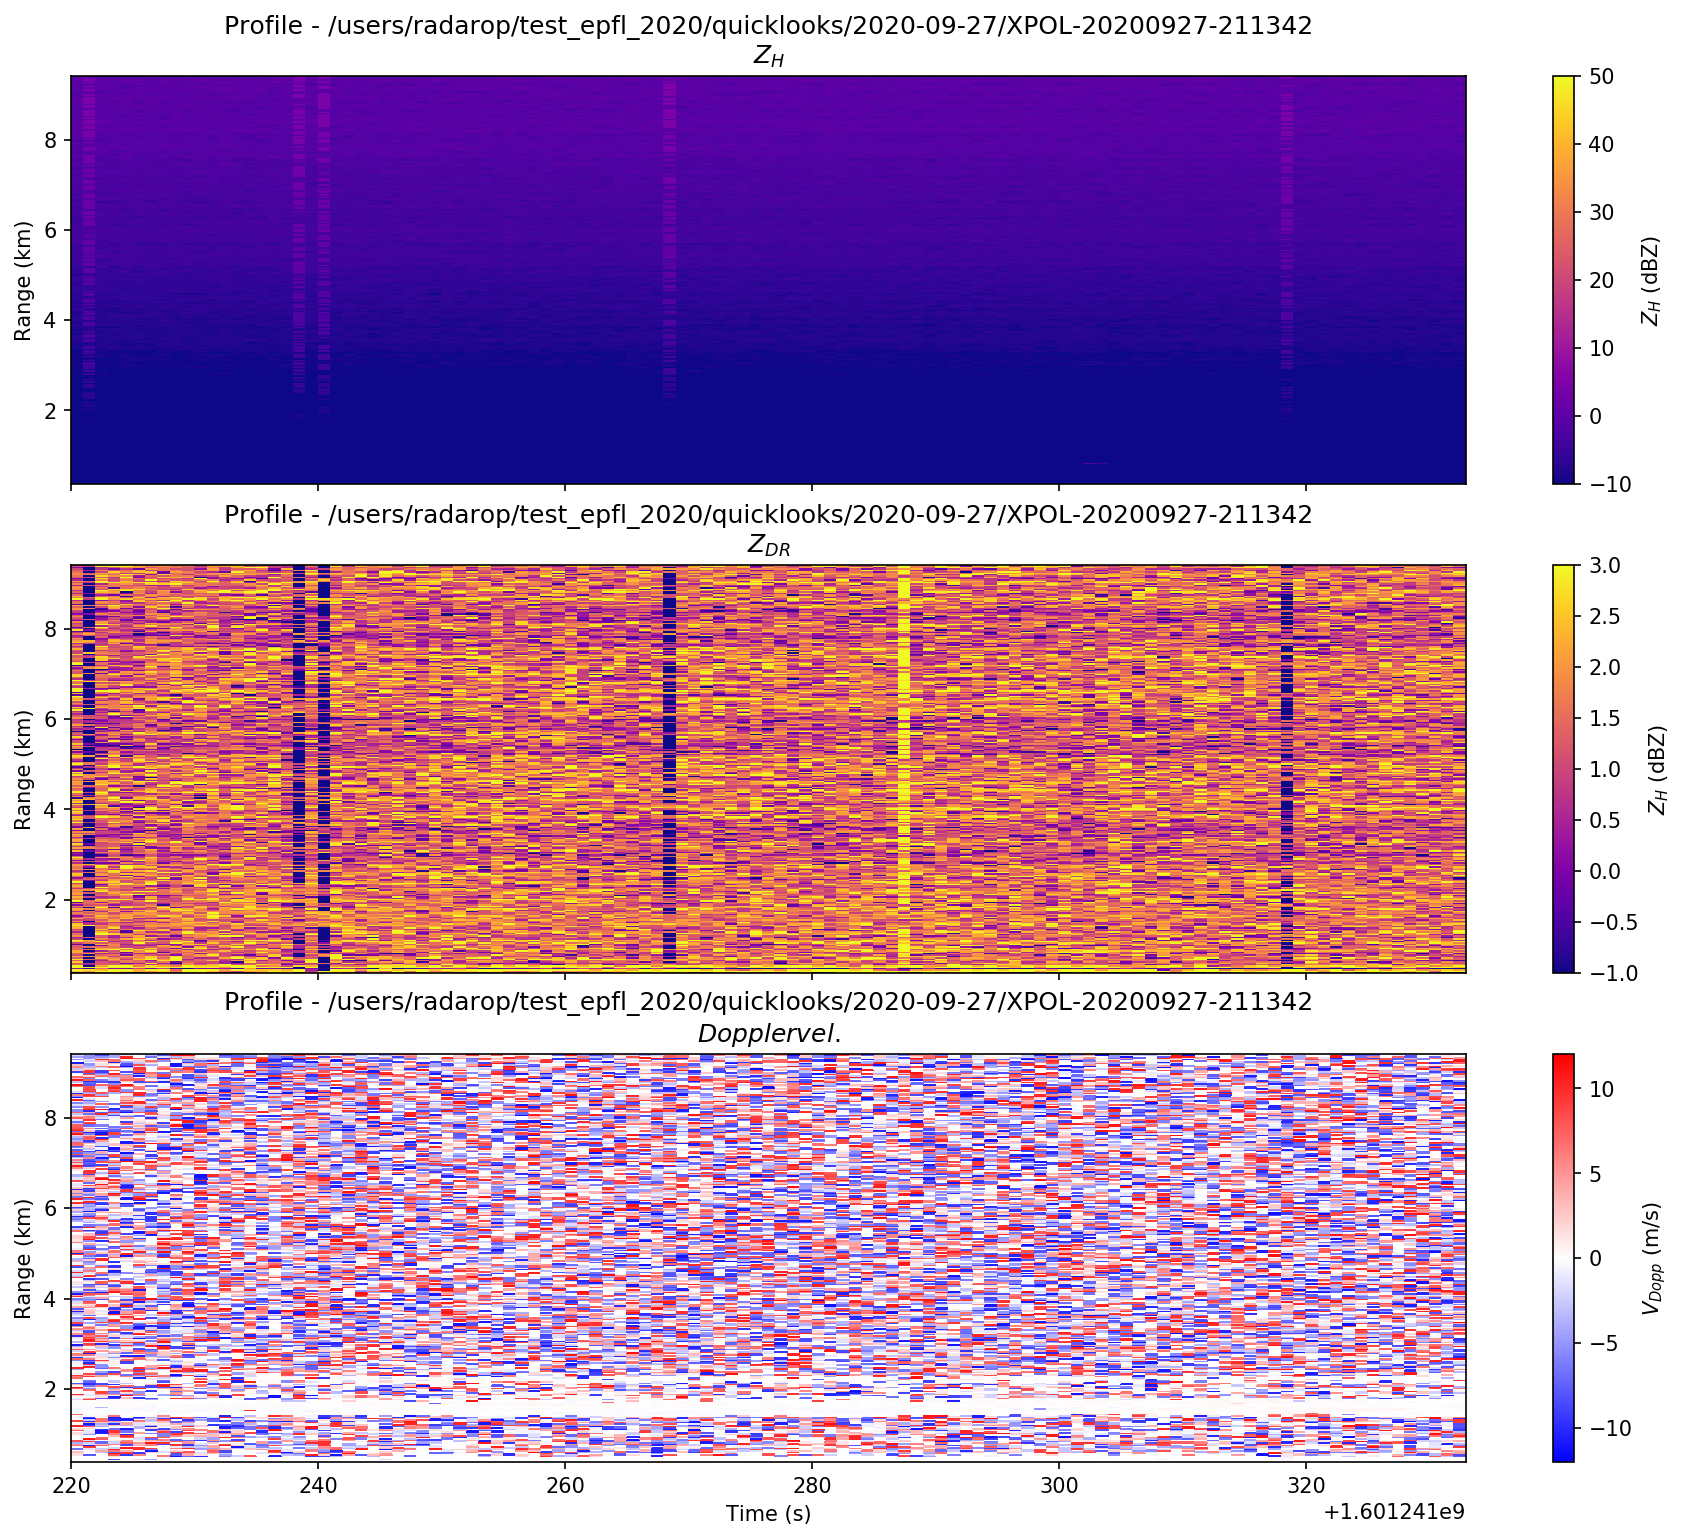 Profile - /users/radarop/test_epfl_2020/quicklooks/2020-09-27/XPOL-20200927-211342
Z_H
8
6
4
2
Range (km)
50
40
30
20
10
0
−10
Z_H (dBZ)
Profile - /users/radarop/test_epfl_2020/quicklooks/2020-09-27/XPOL-20200927-211342
Z_DR
8
6
4
2
Range (km)
3.0
2.5
2.0
1.5
1.0
0.5
0.0
−0.5
−1.0
Z_H (dBZ)
Profile - /users/radarop/test_epfl_2020/quicklooks/2020-09-27/XPOL-20200927-211342
Dopplervel.
8
6
4
2
Range (km)
10
5
0
−5
−10
V_Dopp (m/s)
220 240 260 280 300 320
Time (s)
+1.601241e9